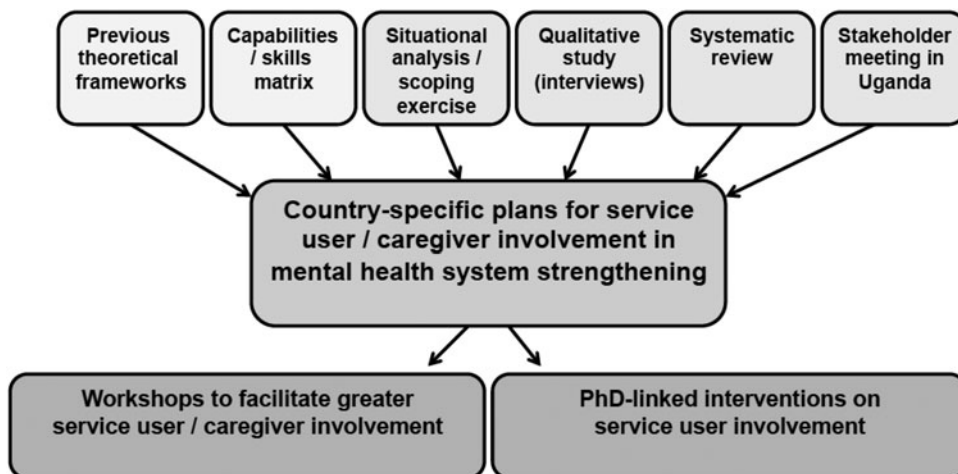 Previous
theoretical
frameworks
Capabilities
/ skills
matrix
Situational
analysis /
scoping
exercise
Qualitative
study
(interviews)
Systematic
review
Stakeholder
meeting in
Uganda
Country-specific plans for service
user / caregiver involvement in
mental health system strengthening
Workshops to facilitate greater
service user / caregiver involvement
PhD-linked interventions on
service user involvement